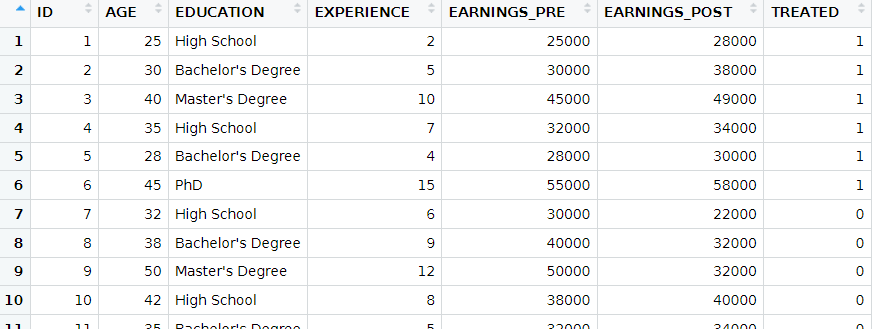 ID AGE EDUCATION EXPERIENCE EARNINGS_PRE EARNINGS_POST TREATED
1 1 25 High School 2 25000 28000 1
2 2 30 Bachelor's Degree 5 30000 38000 1
3 3 40 Master's Degree 10 45000 49000 1
4 4 35 High School 7 32000 34000 1
5 5 28 Bachelor's Degree 4 28000 30000 1
6 6 45 PhD 15 55000 58000 1
7 7 32 High School 6 30000 22000 0
8 8 38 Bachelor's Degree 9 40000 32000 0
9 9 50 Master's Degree 12 50000 32000 0
10 10 42 High School 8 38000 40000 0
11 11 35 Bachelor's Degree 5 32000 34000 0